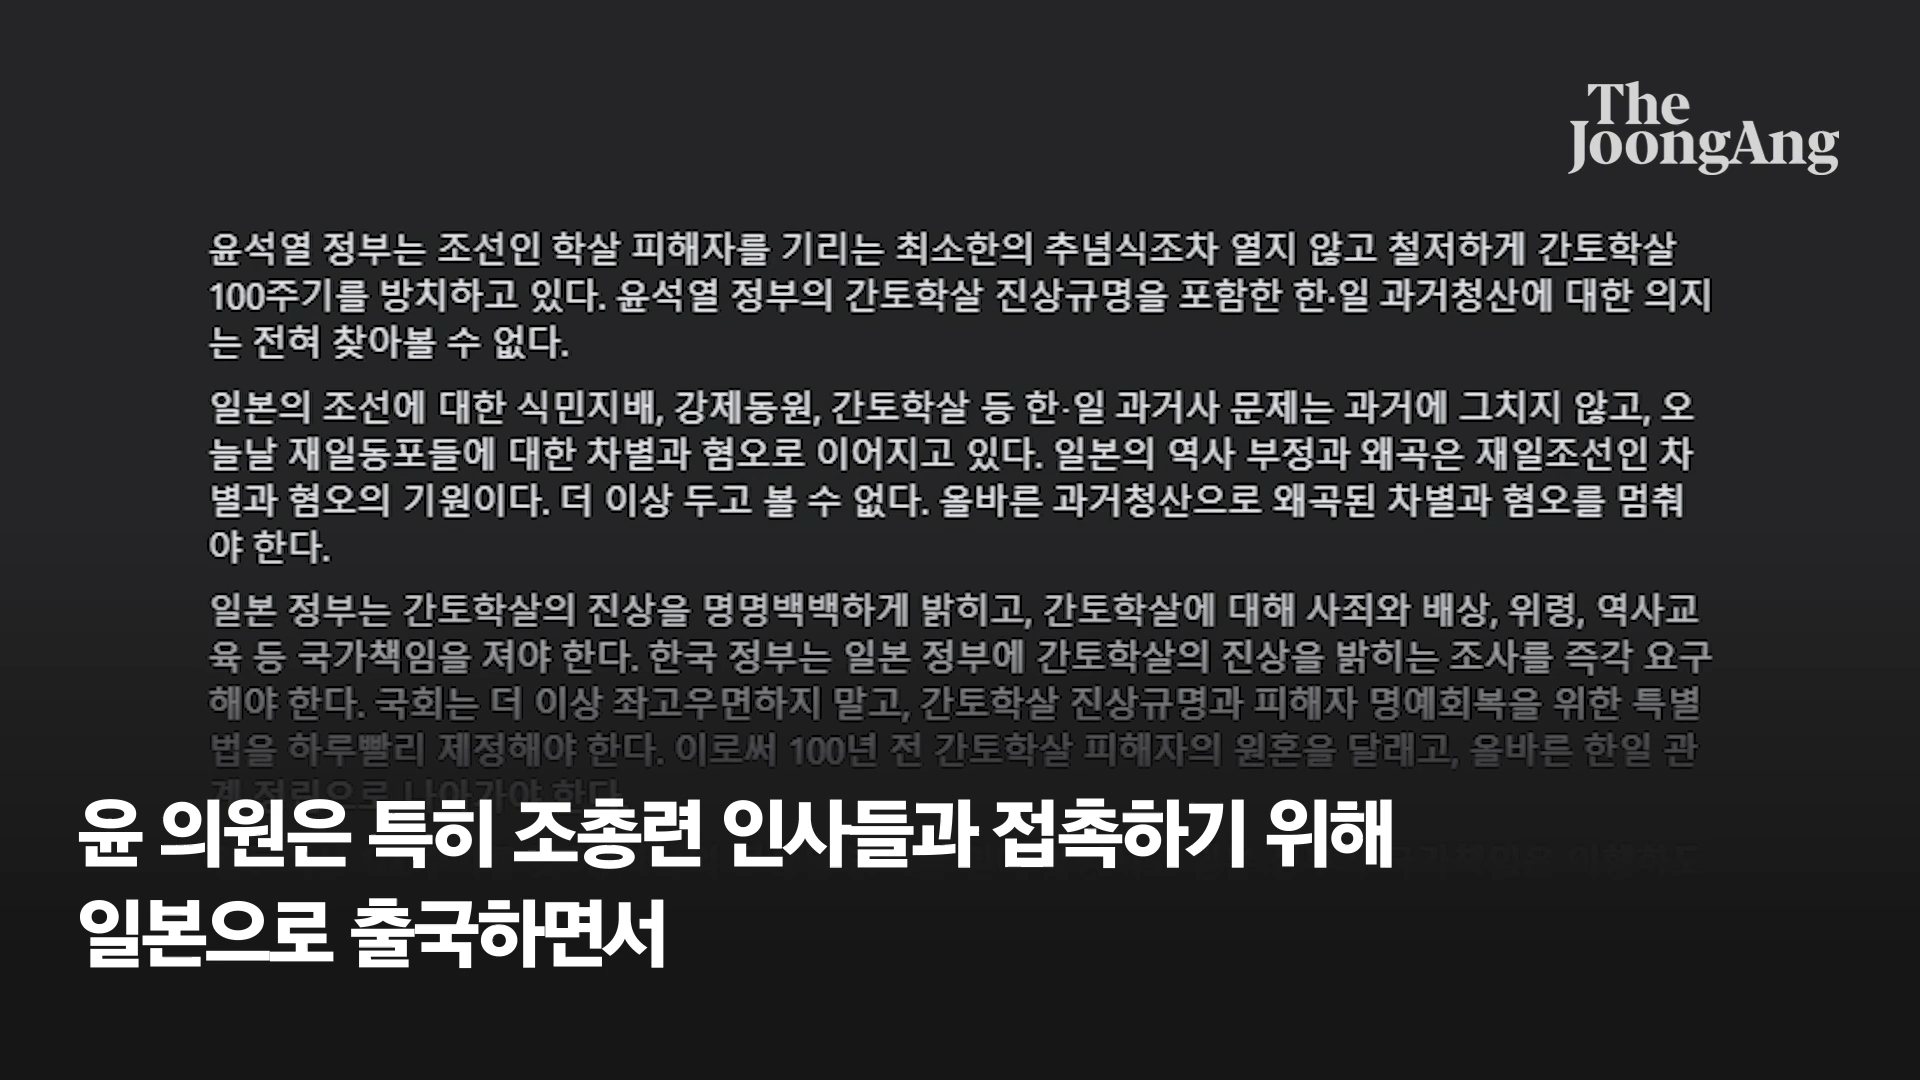 The
JoongAng
윤석열 정부는 조선인 학살 피해자를 기리는 최소한의 추념식조차 열지 않고 철저하게 간토학살
100주기를 방치하고 있다. 윤석열 정부의 간토학살 진상규명을 포함한 한·일 과거청산에 대한 의지
는 전혀 찾아볼 수 없다.
일본의 조선에 대한 식민지배, 강제동원, 간토학살 등 한·일 과거사 문제는 과거에 그치지 않고, 오
늘날 재일동포들에 대한 차별과 혐오로 이어지고 있다. 일본의 역사 부정과 왜곡은 재일조선인 차
별과 혐오의 기원이다. 더 이상 두고 볼 수 없다. 올바른 과거청산으로 왜곡된 차별과 혐오를 멈춰
야 한다.
일본 정부는 간토학살의 진상을 명명백백하게 밝히고, 간토학살에 대해 사죄와 배상, 위령, 역사교
육 등 국가책임을 져야 한다. 한국 정부는 일본 정부에 간토학살의 진상을 밝히는 조사를 즉각 요구
해야 한다. 국회는 더 이상 좌고우면하지 말고, 간토학살 진상규명과 피해자 명예회복을 위한 특별
법을 하루빨리 제정해야 한다. 이로써 100년 전 간토학살 피해자의 원혼을 달래고, 올바른 한일 관
계 정립으로 나아가야 한다
윤 의원은 특히 조총련 인사들과 접촉하기 위해
일본으로 출국하면서